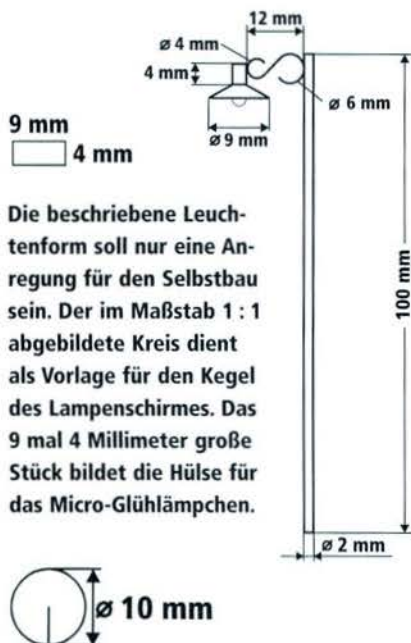 12 mm
ø 4 mm
4 mm
ø 6 mm
ø 9 mm
9 mm
4 mm
100 mm
Die beschriebene Leuch-
tenform soll nur eine An-
regung für den Selbstbau
sein. Der im Maßstab 1 : 1
abgebildete Kreis dient
als Vorlage für den Kegel
des Lampenschirmes. Das
9 mal 4 Millimeter große
Stück bildet die Hülse für
das Micro-Glühlämpchen.
ø 2 mm
ø 10 mm